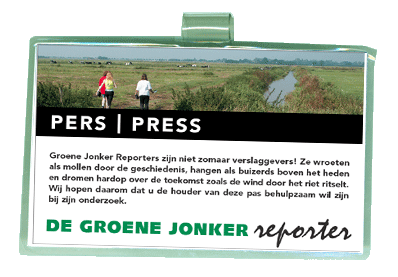 PERS | PRESS
Groene Jonker Reporters zijn niet zomaar verslaggevers! Ze wroeten
als mollen door de geschiedenis, hangen als buizerds boven het heden
en dromen hardop over de toekomst zoals de wind door het riet ritselt.
Wij hopen daarom dat u de houder van deze pas behulpzaam wil zijn
bij zijn onderzoek.
DE GROENE JONKER reporter